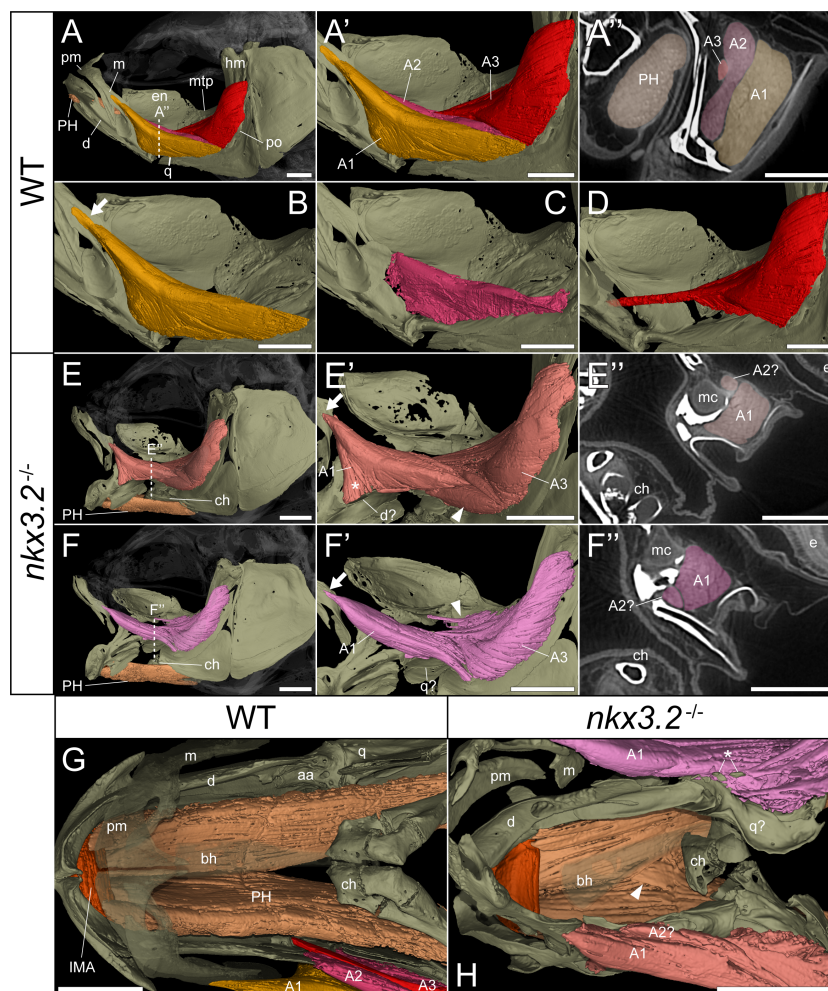 WT
A
pm
m
hm
en
mtp
A''
PH
d
q
po
A'
A2
A3
A1
A''
A3
A2
PH
A1
B
C
D
nkx3.2-/-
E
E''
ch
PH
E'
A1
*
A3
d?
E''
e
A2?
mc
A1
ch
F
F''
ch
PH
F'
A1
A3
q?
F''
mc
e
A1
A2?
ch
WT
nkx3.2-/-
G
m
q
d
aa
pm
bh
ch
PH
IMA
A2
A1
A3
A1
*
pm
m
d
q?
ch
bh
A2?
A1
H